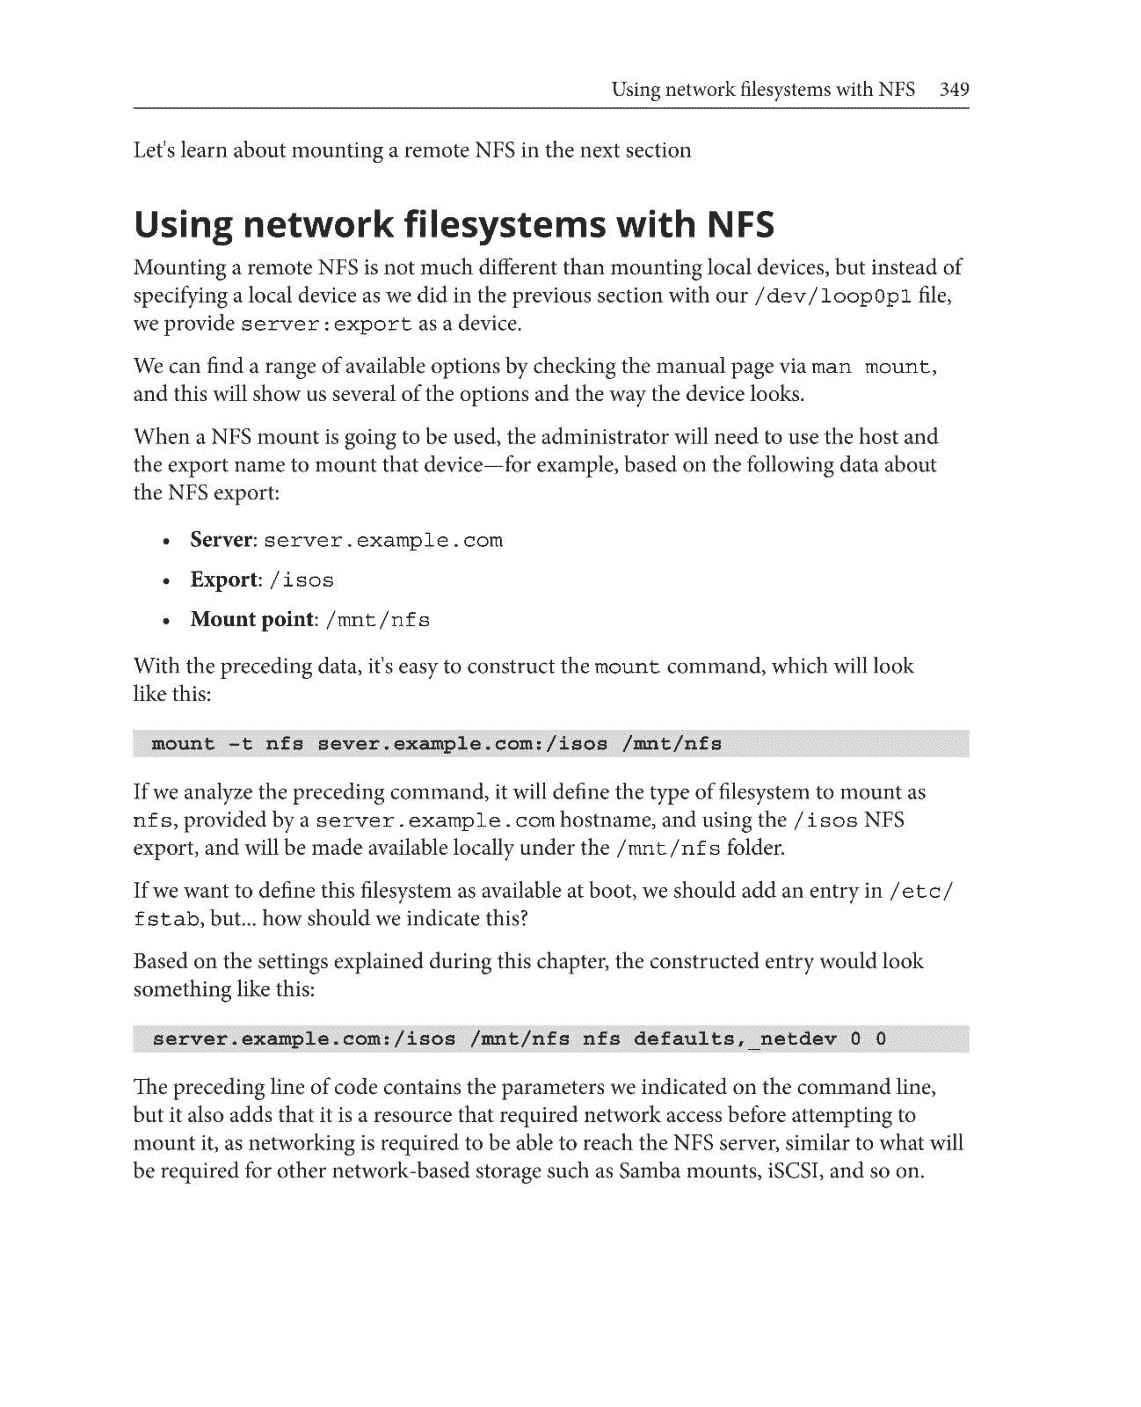 Using network filesystems with NFS 349
Let's learn about mounting a remote NFS in the next section
Using network filesystems with NFS
Mounting a remote NFS is not much different than mounting local devices, but instead of
specifying a local device as we did in the previous section with our /dev/loop0p1 file,
we provide server:export as a device.
We can find a range of available options by checking the manual page via man mount,
and this will show us several of the options and the way the device looks.
When a NFS mount is going to be used, the administrator will need to use the host and
the export name to mount that device—for example, based on the following data about
the NFS export:
• Server: server.example.com
• Export: /isos
• Mount point: /mnt/nfs
With the preceding data, it's easy to construct the mount command, which will look
like this:
mount -t nfs sever.example.com:/isos /mnt/nfs
If we analyze the preceding command, it will define the type of filesystem to mount as
nfs, provided by a server.example.com hostname, and using the /isos NFS
export, and will be made available locally under the /mnt/nfs folder.
If we want to define this filesystem as available at boot, we should add an entry in /etc/
fstab, but... how should we indicate this?
Based on the settings explained during this chapter, the constructed entry would look
something like this:
server.example.com:/isos /mnt/nfs nfs defaults,_netdev 0 0
The preceding line of code contains the parameters we indicated on the command line,
but it also adds that it is a resource that required network access before attempting to
mount it, as networking is required to be able to reach the NFS server, similar to what will
be required for other network-based storage such as Samba mounts, iSCSI, and so on.